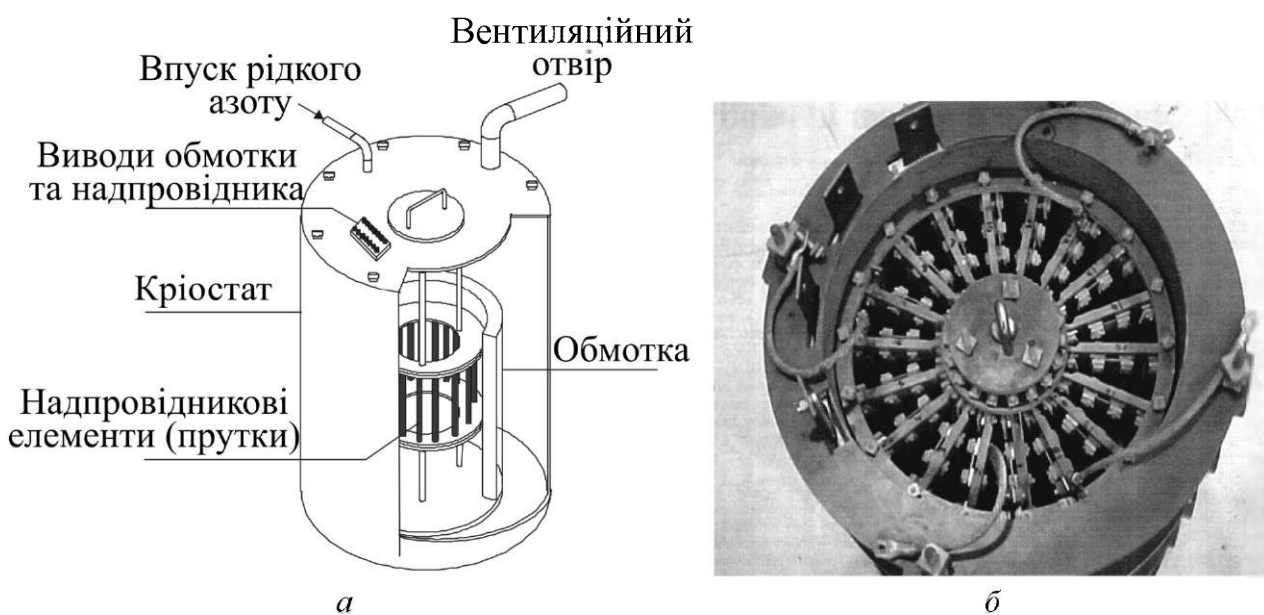 Вентиляційний
отвір
Впуск рідкого
азоту
Виводи обмотки
та надпровідника
Кріостат
Обмотка
Надпровідникові
елементи (прутки)
а
б